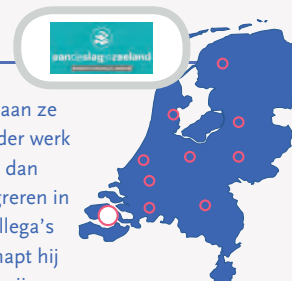 aandeslaginzeeland
aan ze
der werk
dan
greren in
llega's
hapt hij